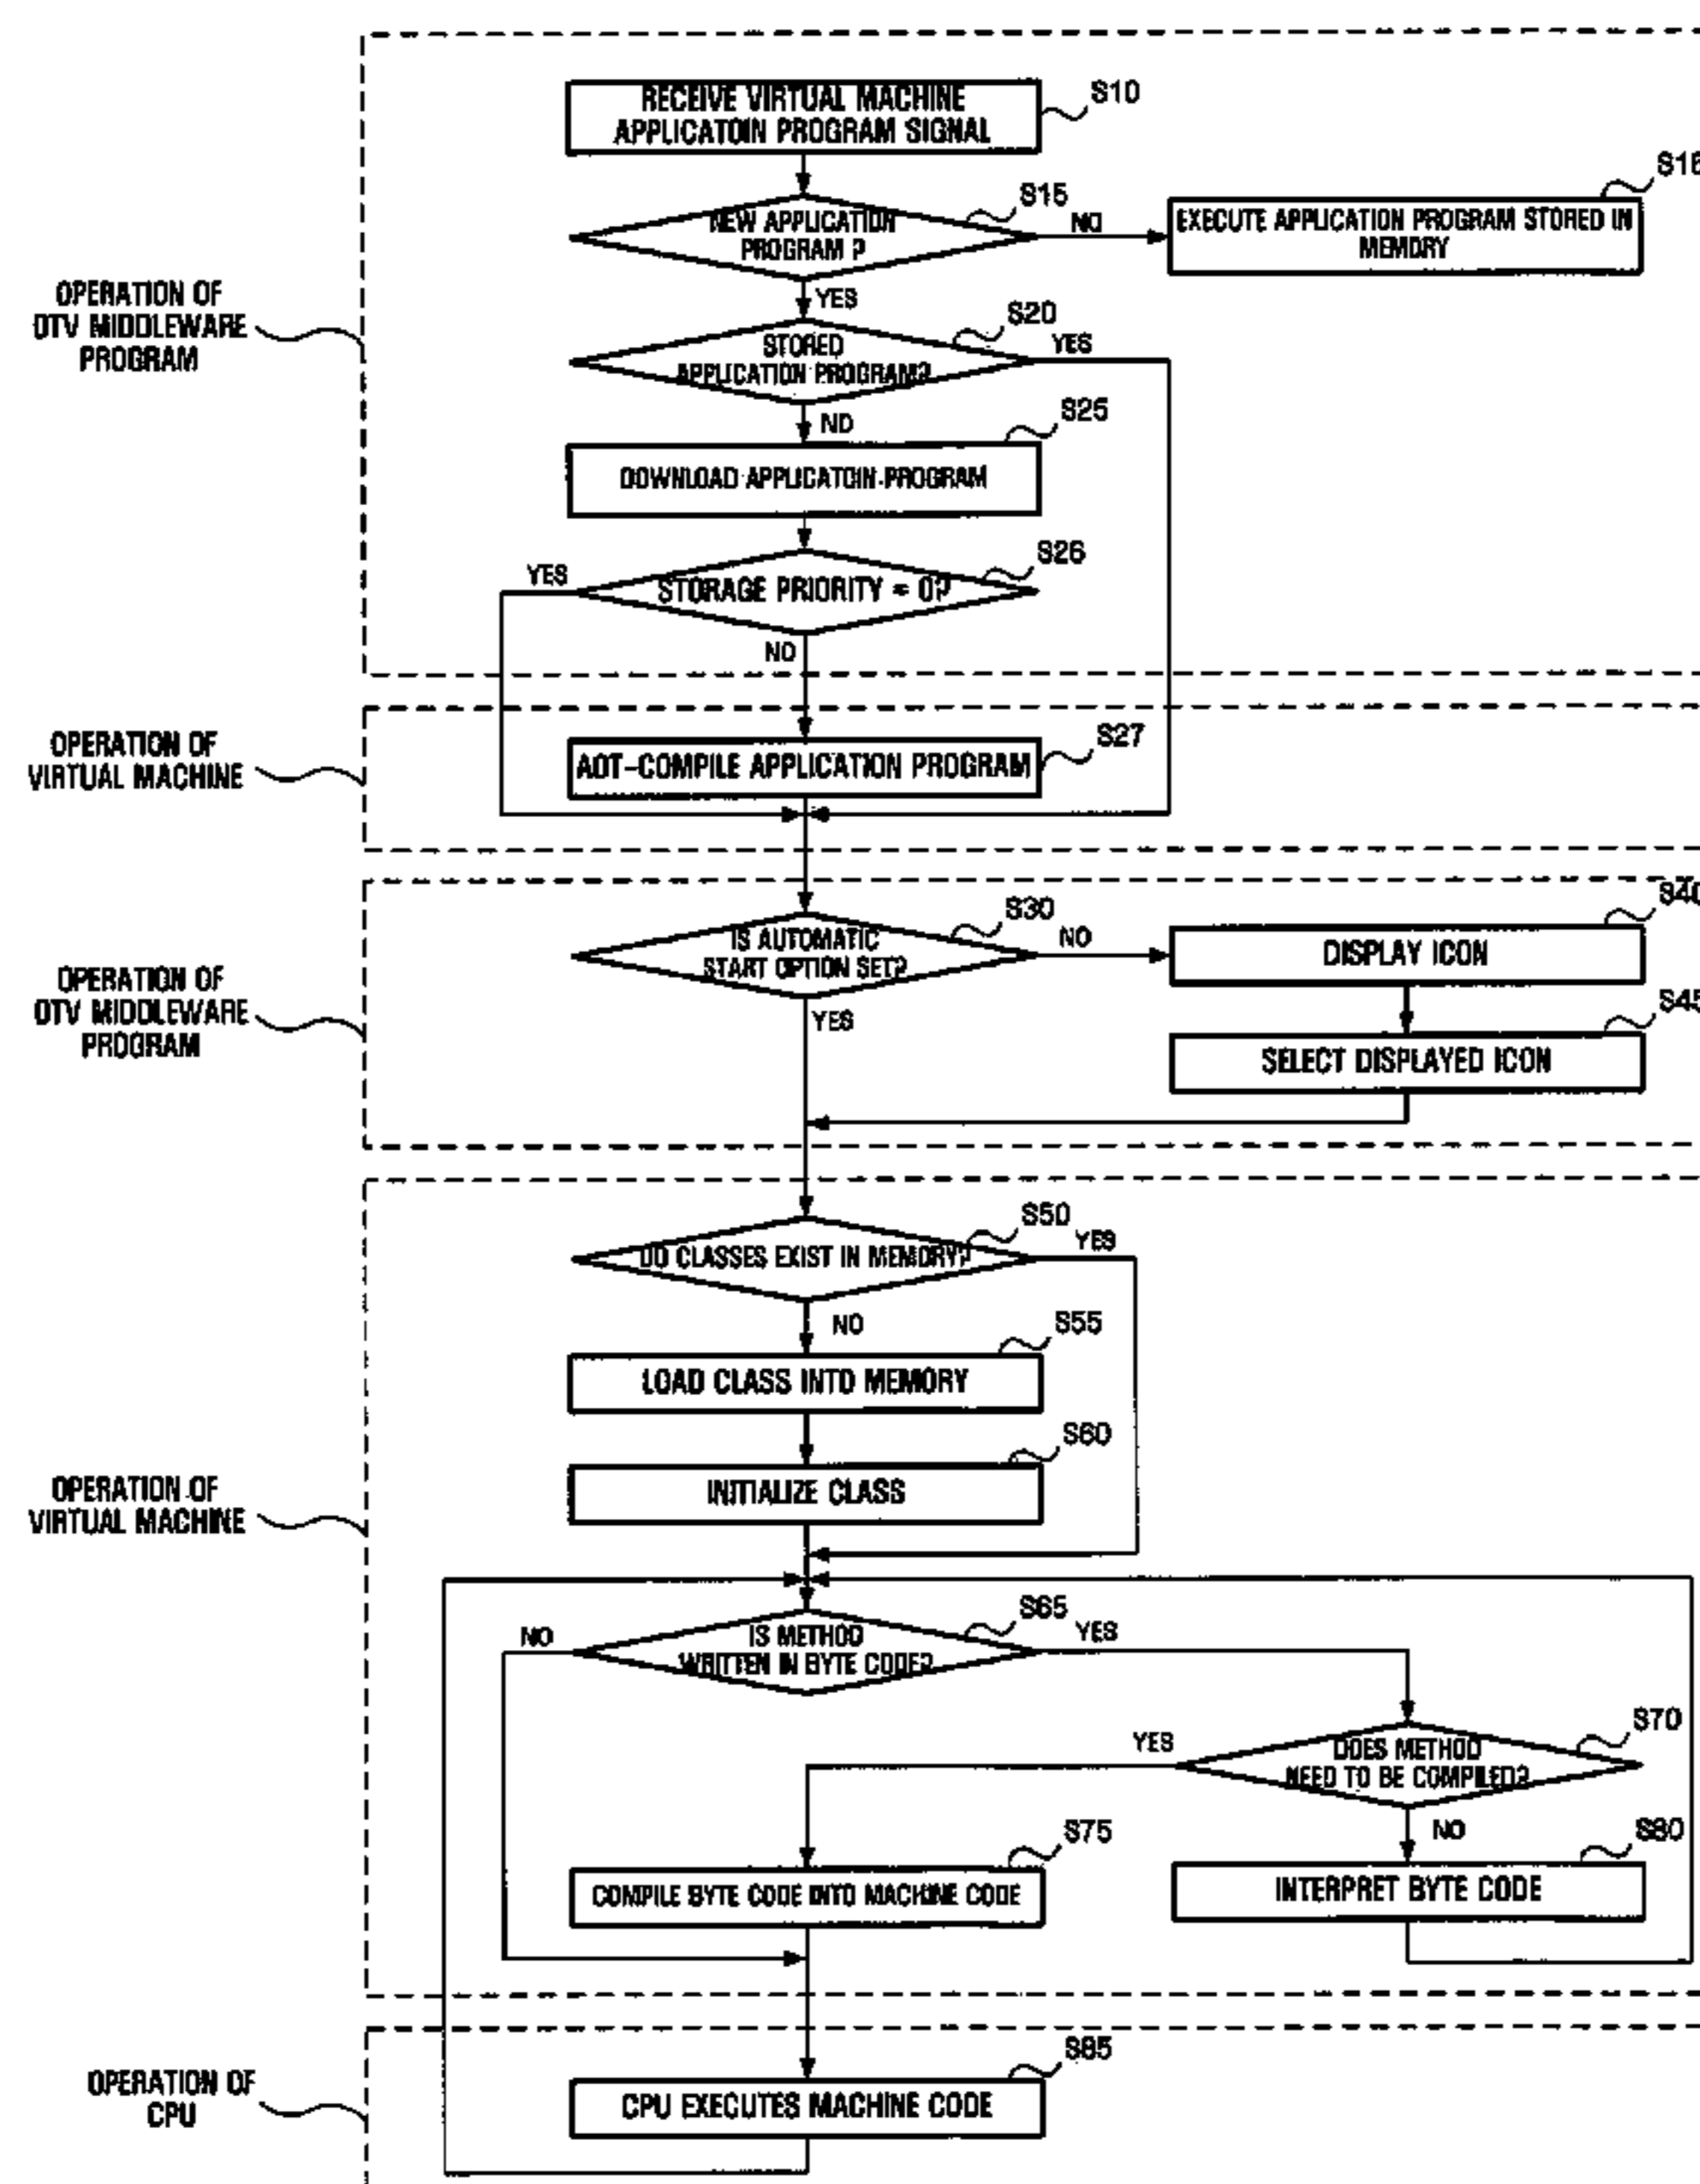 RECEIVE VIRTUAL MACHINE
APPLICATOIN PROGRAM SIGNAL
S10
NEW APPLICATION
PROGRAM ?
S15
NO
EXECUTE APPLICATION PROGRAM STORED IN
MEMORY
S16
YES
OPERATION OF
DTV MIDDLEWARE
PROGRAM
STORED
APPLICATION PROGRAM?
S20
YES
NO
S25
DOWNLOAD APPLICATOIN PROGRAM
S26
YES
STORAGE PRIORITY = 0?
NO
OPERATION OF
VIRTUAL MACHINE
S27
AOT-COMPILE APPLICATION PROGRAM
OPERATION OF
DTV MIDDLEWARE
PROGRAM
S30
IS AUTOMATIC
START OPTION SET?
NO
S40
DISPLAY ICON
YES
S45
SELECT DISPLAYED ICON
S50
DO CLASSES EXIST IN MEMORY?
YES
NO
S55
LOAD CLASS INTO MEMORY
S60
INITIALIZE CLASS
OPERATION OF
VIRTUAL MACHINE
S65
NO
IS METHOD
WRITTEN IN BYTE CODE?
YES
S70
YES
DOES METHOD
NEED TO BE COMPILED?
NO
S75
COMPILE BYTE CODE INTO MACHINE CODE
S80
INTERPRET BYTE CODE
OPERATION OF
CPU
S85
CPU EXECUTES MACHINE CODE